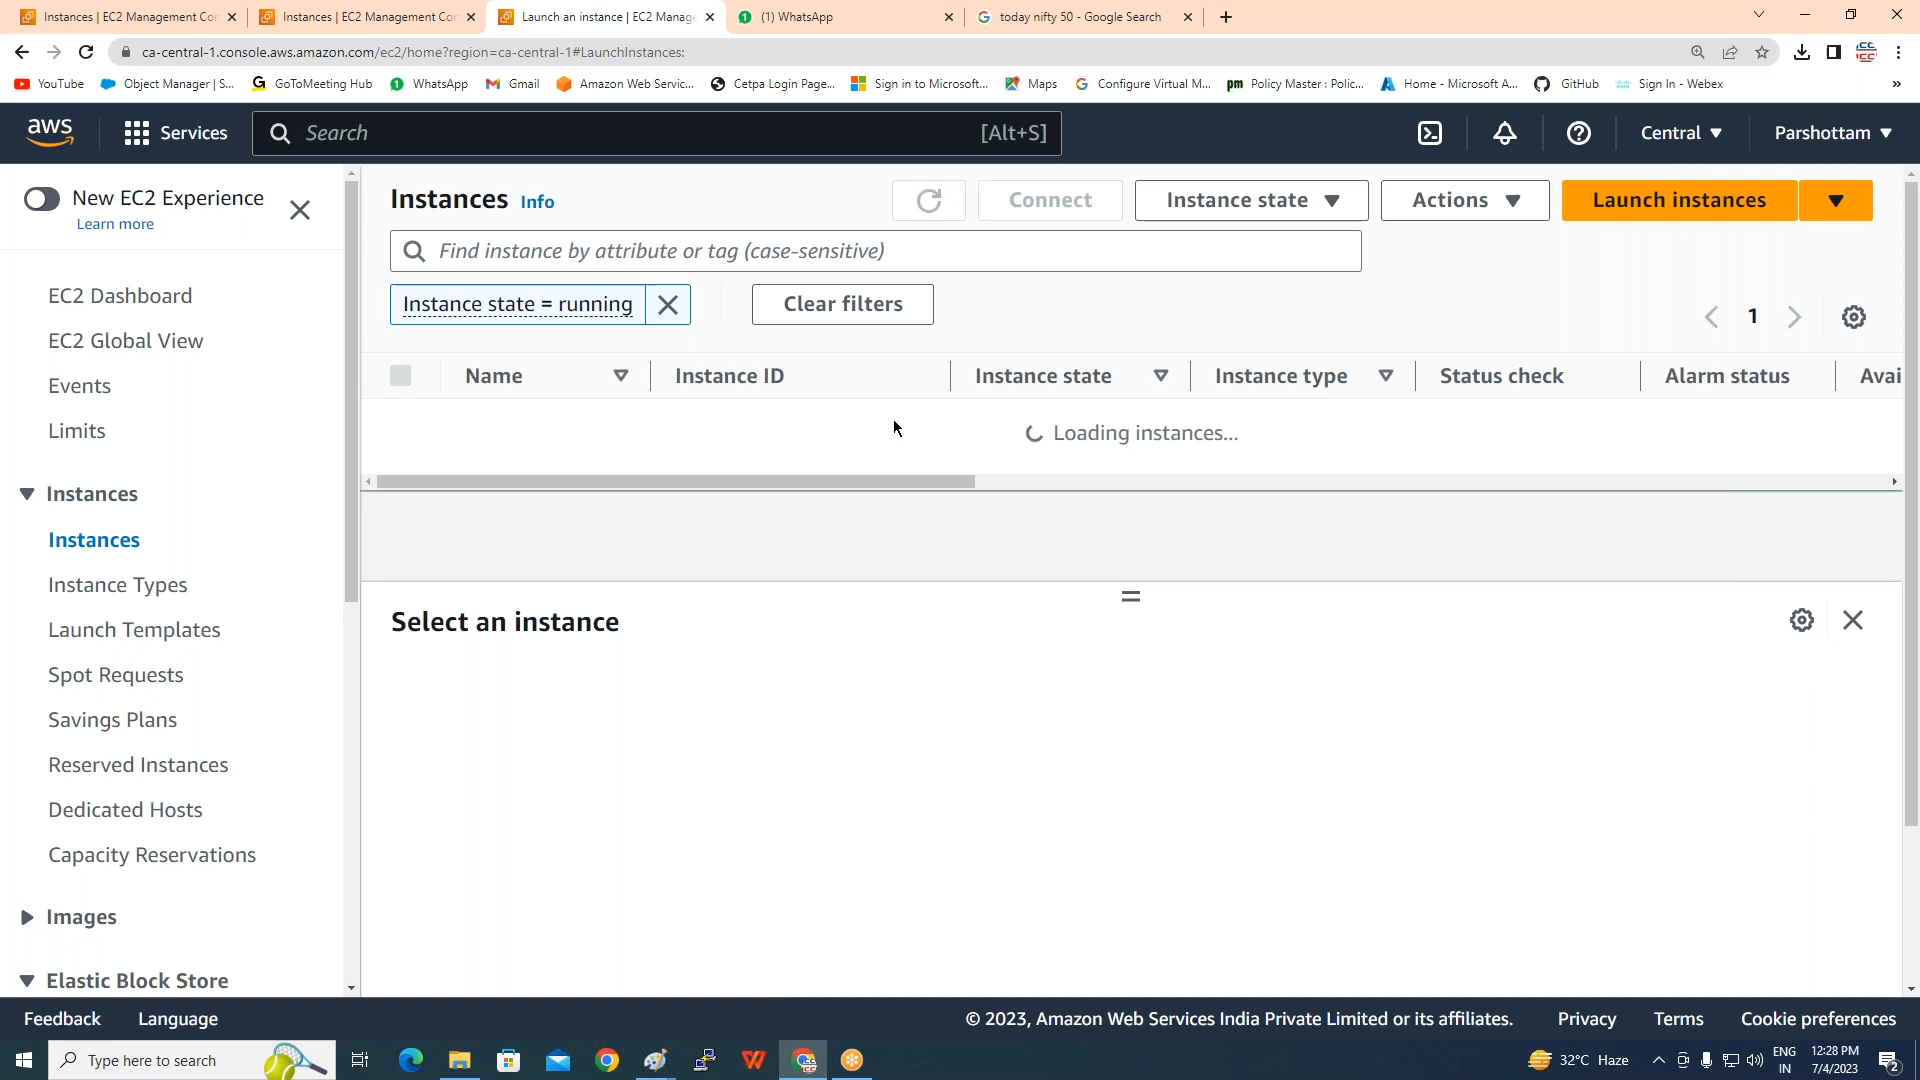 Instances | EC2 Management Con
Instances | EC2 Management Con
Launch an instance | EC2 Manage
(1) WhatsApp
today nifty 50 - Google Search
ca-central-1.console.aws.amazon.com/ec2/home?region=ca-central-1#LaunchInstances:
YouTube
Object Manager | S...
GoToMeeting Hub
WhatsApp
Gmail
Amazon Web Servic...
Cetpa Login Page...
Sign in to Microsoft...
Maps
Configure Virtual M...
pm Policy Master : Polic...
Home - Microsoft A...
GitHub
Sign In - Webex
»
aws
Services
Search
[Alt+S]
Central
Parshottam
New EC2 Experience
Learn more
EC2 Dashboard
EC2 Global View
Events
Limits
Instances
Instances
Instance Types
Launch Templates
Spot Requests
Savings Plans
Reserved Instances
Dedicated Hosts
Capacity Reservations
Images
Elastic Block Store
Instances Info
Connect
Instance state
Actions
Launch instances
Find instance by attribute or tag (case-sensitive)
Instance state = running
Clear filters
1
Name
Instance ID
Instance state
Instance type
Status check
Alarm status
Avai
Loading instances...
Select an instance
Feedback
Language
© 2023, Amazon Web Services India Private Limited or its affiliates.
Privacy
Terms
Cookie preferences
Type here to search
32°C Haze
ENG
IN
12:28 PM
7/4/2023
2